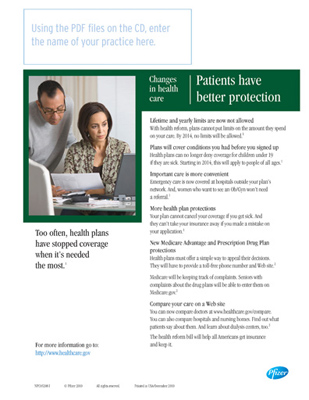 Using the PDF files on the CD, enter
the name of your practice here.
Changes
in health
care
Patients have
better protection
Lifetime and yearly limits are now not allowed
With health reform, plans cannot put limits on the amount they spend
on your care. By 2014, no limits will be allowed.
Plans will cover conditions you had before you signed up
Health plans can no longer deny coverage for children under 19
if they are sick. Starting in 2014, this will apply to people of all ages.
Important care is more convenient
Emergency care is now covered at hospitals outside your plan's
network. And, women who want to see an Ob/Gyn won't need
a referral.
More health plan protections
Your plan cannot cancel your coverage if you get sick. And
they can't take your insurance away if you made a mistake on
your application.
New Medicare Advantage and Prescription Drug Plan
protections
Health plans must offer a simple way to appeal their decisions.
They will have to provide a toll-free phone number and Web site.
Medicare will be keeping track of complaints. Seniors with
complaints about the drug plans will be able to enter them on
Medicare.gov.
Compare your care on a Web site
You can now compare doctors at www.healthcare.gov/compare.
You can also compare hospitals and nursing homes. Find out what
patients say about them. And learn about dialysis centers, too.
The health reform bill will help all Americans get insurance
and keep it.
Too often, health plans
have stopped coverage
when it's needed
the most.
For more information go to:
http://www.healthcare.gov
© Pfizer 2010
All rights reserved.
Printed in USA/December 2010
Pfizer